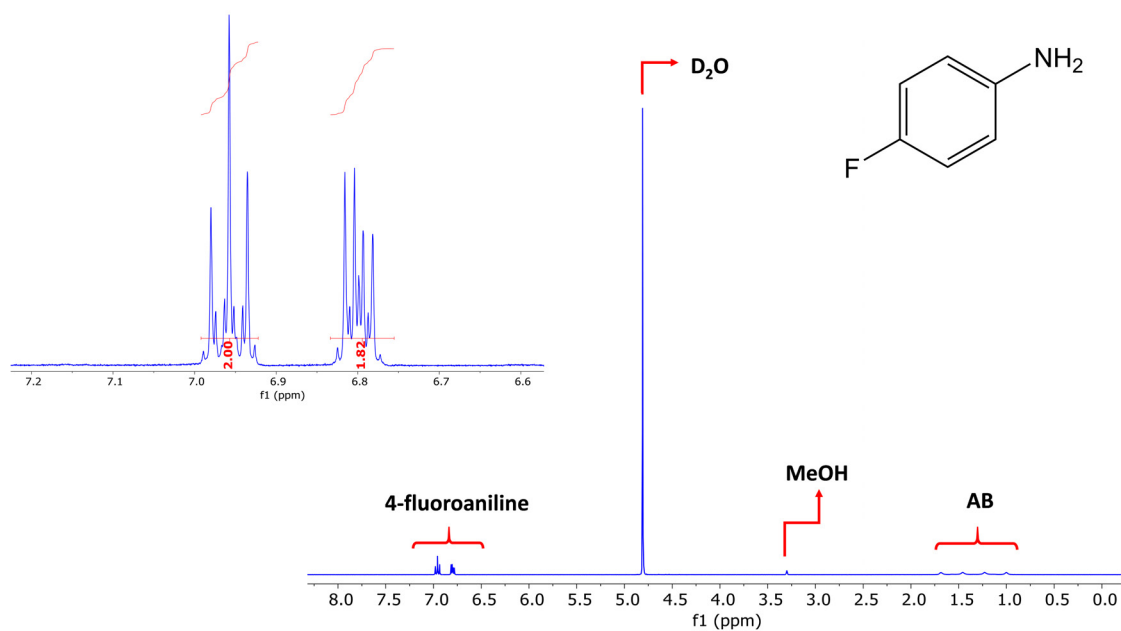 D₂O
NH₂
F
2.00
1.82
7.2 7.1 7.0 6.9 6.8 6.7 6.6
f1 (ppm)
4-fluoroaniline
MeOH
AB
8.0 7.5 7.0 6.5 6.0 5.5 5.0 4.5 4.0 3.5 3.0 2.5 2.0 1.5 1.0 0.5 0.0
f1 (ppm)